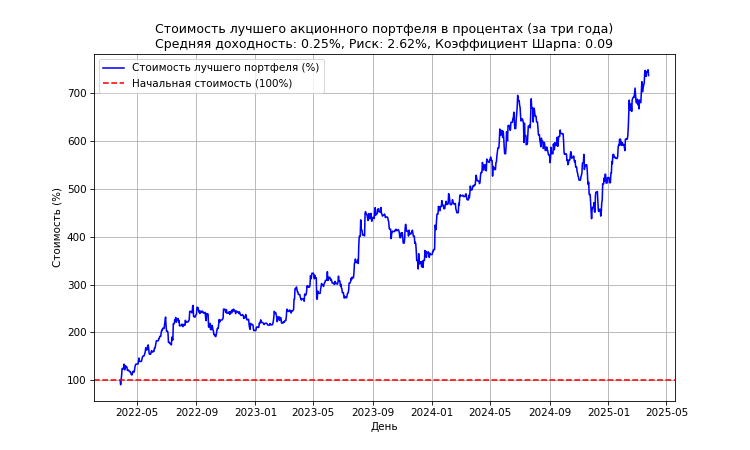 Стоимость лучшего акционного портфеля в процентах (за три года)
Средняя доходность: 0.25%, Риск: 2.62%, Коэффициент Шарпа: 0.09
Стоимость лучшего портфеля (%)
Начальная стоимость (100%)
Стоимость (%)
700
600
500
400
300
200
100
2022-05 2022-09 2023-01 2023-05 2023-09 2024-01 2024-05 2024-09 2025-01 2025-05
День